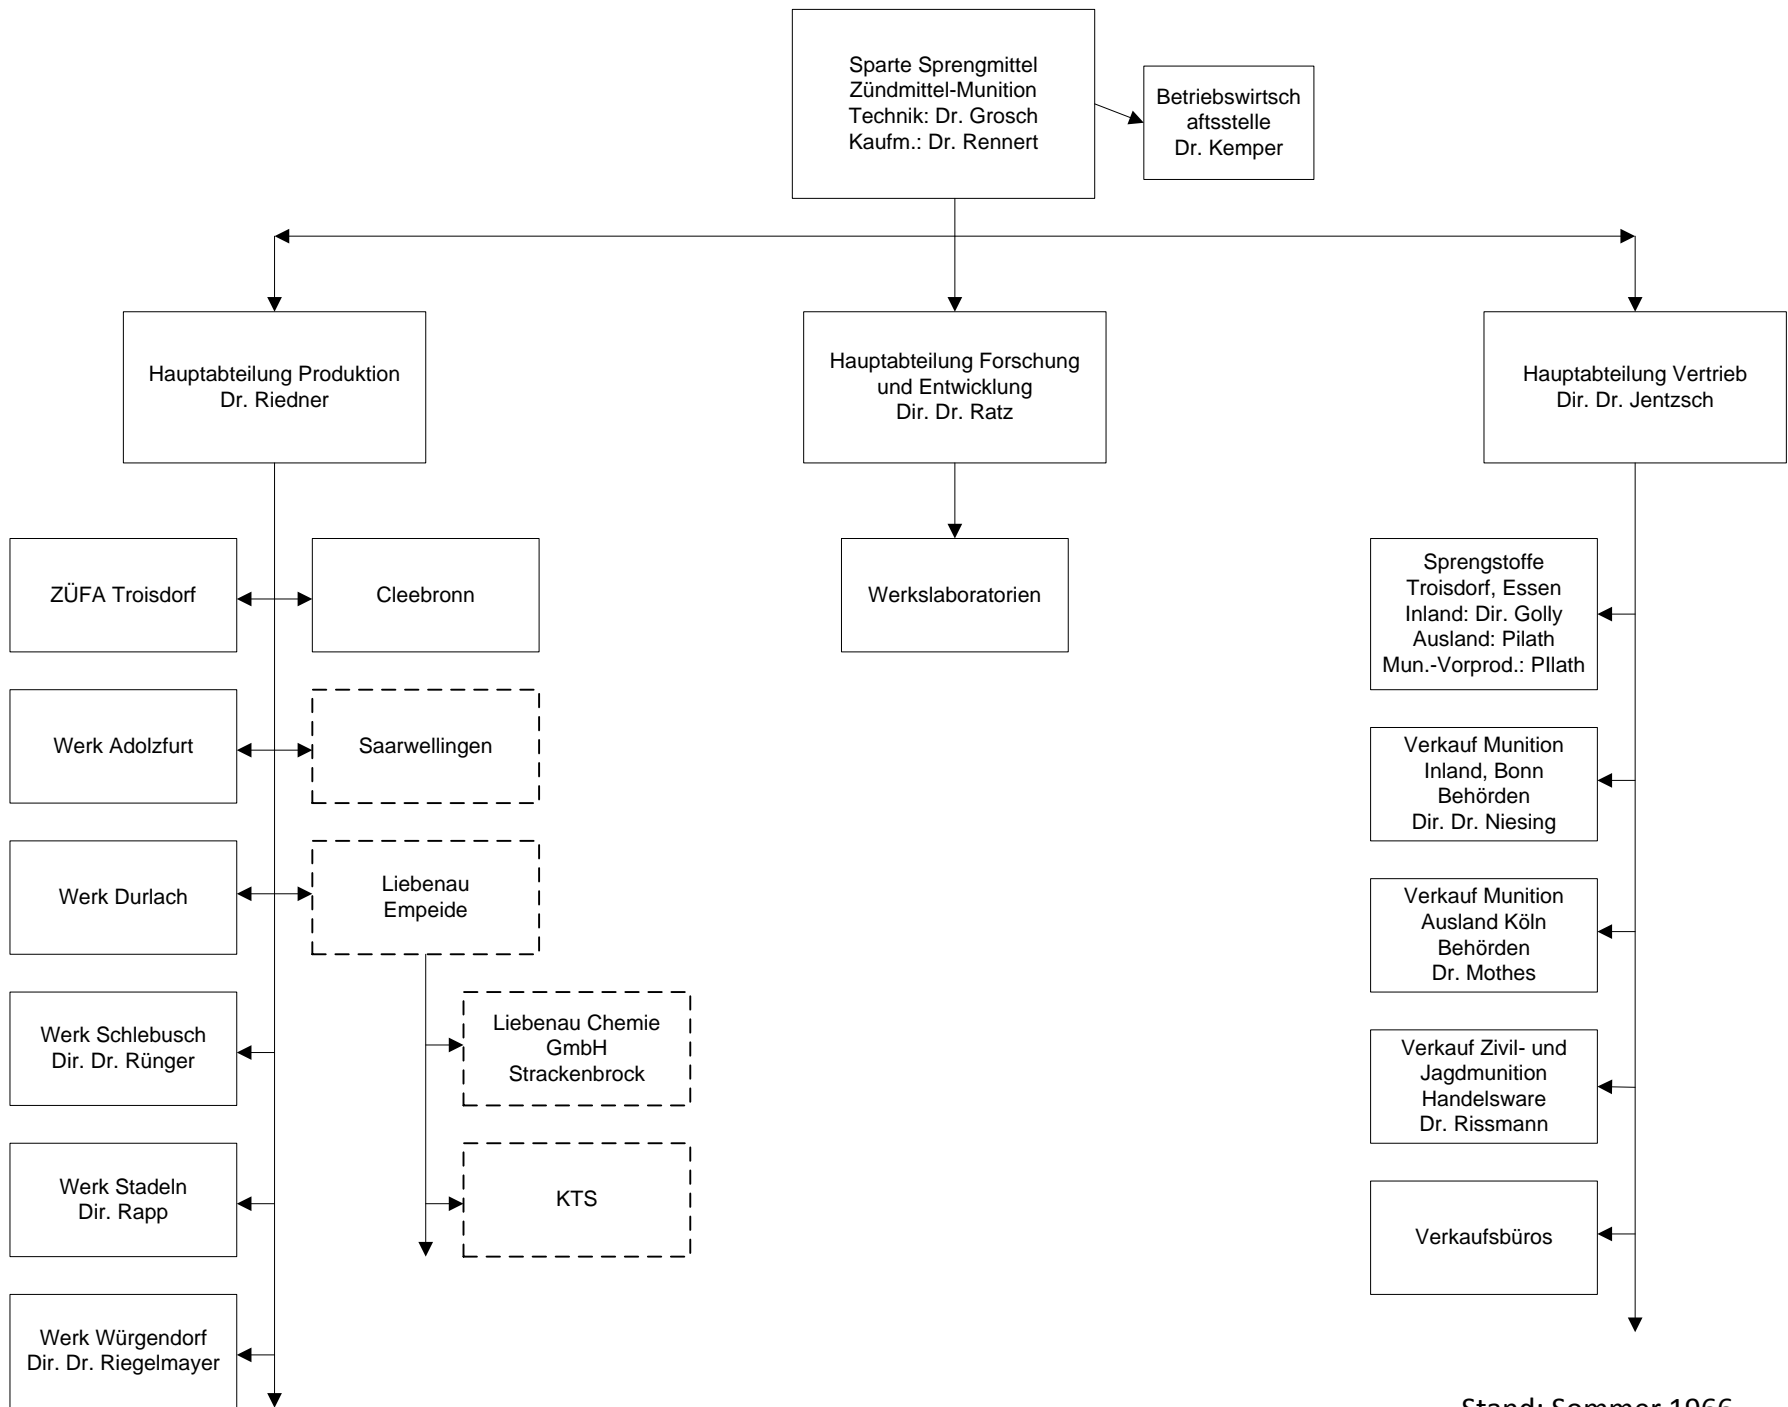 Sparte Sprengmittel
Zündmittel-Munition
Technik: Dr. Grosch
Kaufm.: Dr. Rennert
Betriebswirtsch
aftsstelle
Dr. Kemper
Hauptabteilung Produktion
Dr. Riedner
Hauptabteilung Forschung
und Entwicklung
Dir. Dr. Ratz
Hauptabteilung Vertrieb
Dir. Dr. Jentzsch
ZÜFA Troisdorf
Cleebronn
Werkslaboratorien
Sprengstoffe
Troisdorf, Essen
Inland: Dir. Golly
Ausland: Pilath
Mun.-Vorprod.: PIlath
Werk Adolzfurt
Saarwellingen
Verkauf Munition
Inland, Bonn
Behörden
Dir. Dr. Niesing
Werk Durlach
Liebenau
Empeide
Verkauf Munition
Ausland Köln
Behörden
Dr. Mothes
Werk Schlebusch
Dir. Dr. Rünger
Liebenau Chemie
GmbH
Strackenbrock
Verkauf Zivil- und
Jagdmunition
Handelsware
Dr. Rissmann
Werk Stadeln
Dir. Rapp
KTS
Verkaufsbüros
Werk Würgendorf
Dir. Dr. Riegelmayer
Stand: Sommer 1966